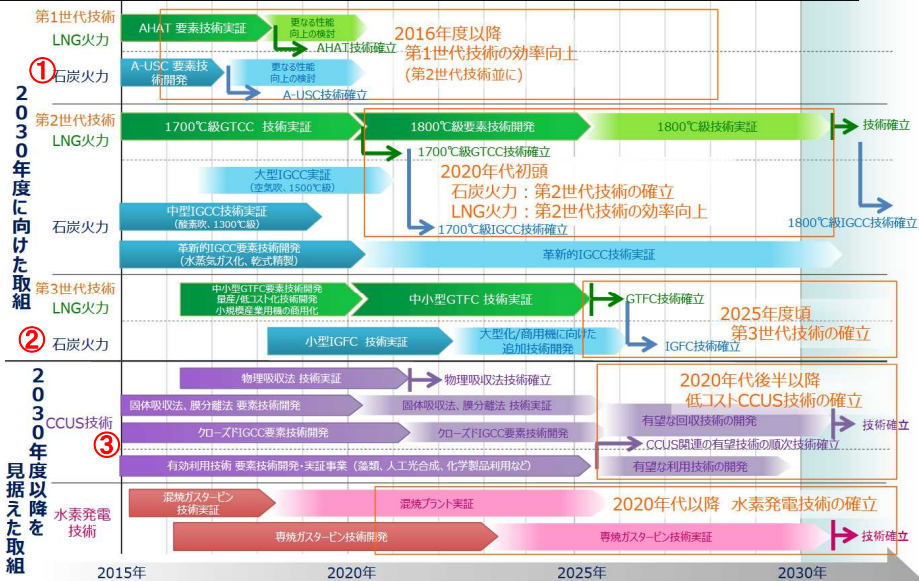 第1世代技術
LNG火力
AHAT 要素技術実証
更なる性能
向上の検討
AHAT技術確立
2016年度以降
第1世代技術の効率向上
(第2世代技術並に)
①
石炭火力
A-USC 要素技
術開発
更なる性能
向上の検討
A-USC技術確立
2030年度に向けた取組
第2世代技術
LNG火力
1700℃級GTCC 技術実証
1800℃級要素技術開発
1800℃級技術実証
技術確立
1700℃級GTCC技術確立
大型IGCC実証
(空気吹、1500℃級)
2020年代初頭
石炭火力：第2世代技術の確立
LNG火力：第2世代技術の効率向上
石炭火力
中型IGCC技術実証
(酸素吹、1300℃級)
1700℃級IGCC技術確立
1800℃級IGCC技術確立
革新的IGCC要素技術開発
(水蒸気ガス化、乾式精製)
革新的IGCC技術実証
第3世代技術
LNG火力
中小型GTFC要素技術開発
量産/低コスト化技術開発
小規模産業用機の商用化
中小型GTFC 技術実証
GTFC技術確立
2025年度頃
第3世代技術の確立
②
石炭火力
小型IGFC 技術実証
大型化/商用機に向けた
追加技術開発
IGFC技術確立
2030年度以降を
見据えた取組
物理吸収法 技術実証
物理吸収法技術確立
2020年代後半以降
低コストCCUS技術の確立
CCUS技術
固体吸収法、膜分離法 要素技術開発
固体吸収法、膜分離法 技術実証
有望な回収技術の開発
技術確立
③
クローズドIGCC要素技術開発
クローズドIGCC要素技術開発
CCUS関連の有望技術の順次技術確立
有効利用技術 要素技術開発・実証事業（藻類、人工光合成、化学製品利用など）
有望な利用技術の開発
水素発電
技術
混焼ガスタービン
技術実証
混焼プラント実証
2020年代以降 水素発電技術の確立
専焼ガスタービン技術開発
専焼ガスタービン技術実証
技術確立
2015年
2020年
2025年
2030年